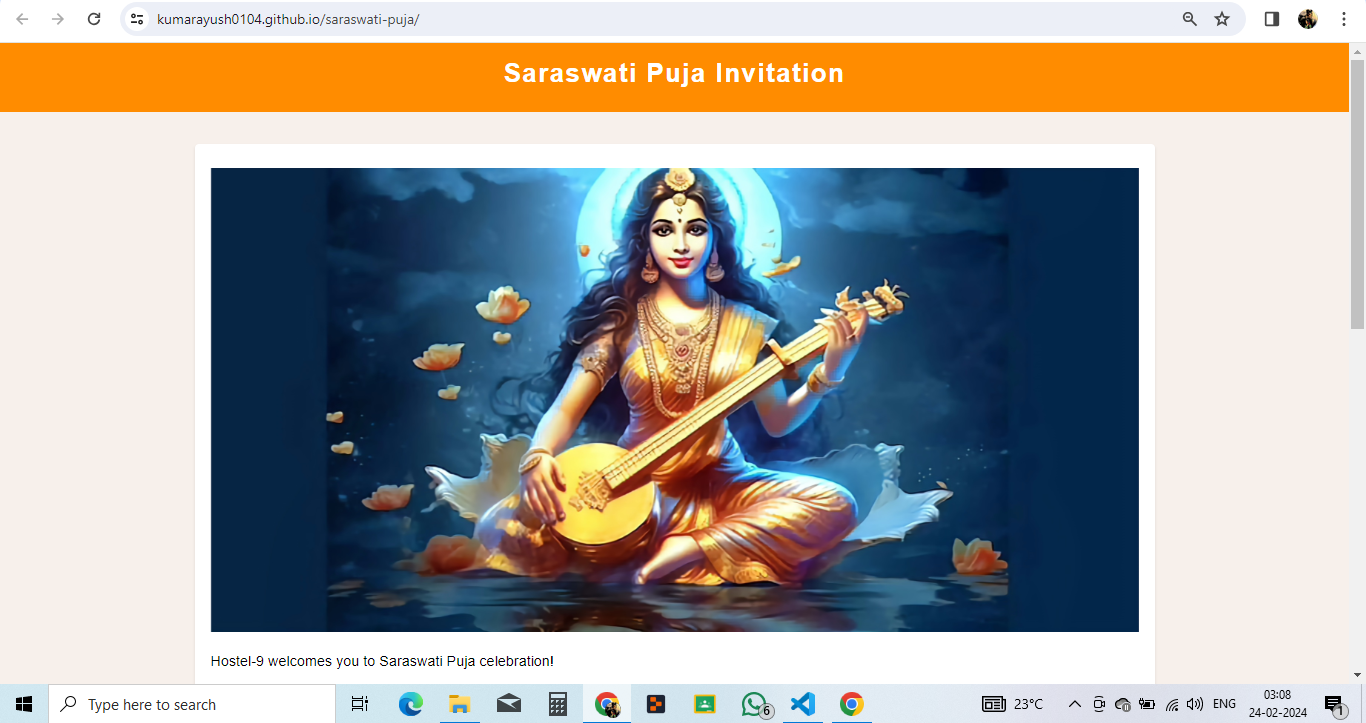 kumarayush0104.github.io/saraswati-puja/
Saraswati Puja Invitation
Hostel-9 welcomes you to Saraswati Puja celebration!
Type here to search
6
23°C
ENG
03:08
24-02-2024
1